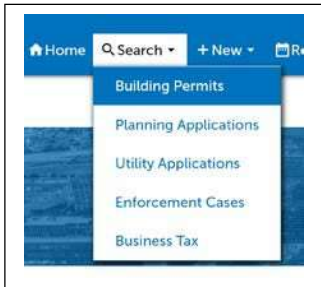 Home Search + New
Building Permits
Planning Applications
Utility Applications
Enforcement Cases
Business Tax